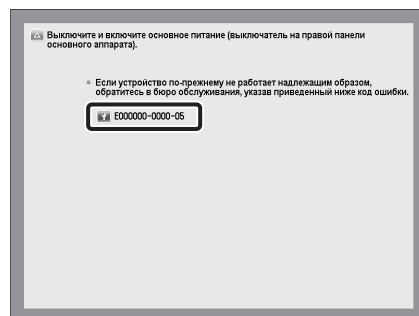 Выключите и включите основное питание (выключатель на правой панели
основного аппарата).
Если устройство по-прежнему не работает надлежащим образом,
обратитесь в бюро обслуживания, указав приведенный ниже код ошибки.
E000000-0000-05